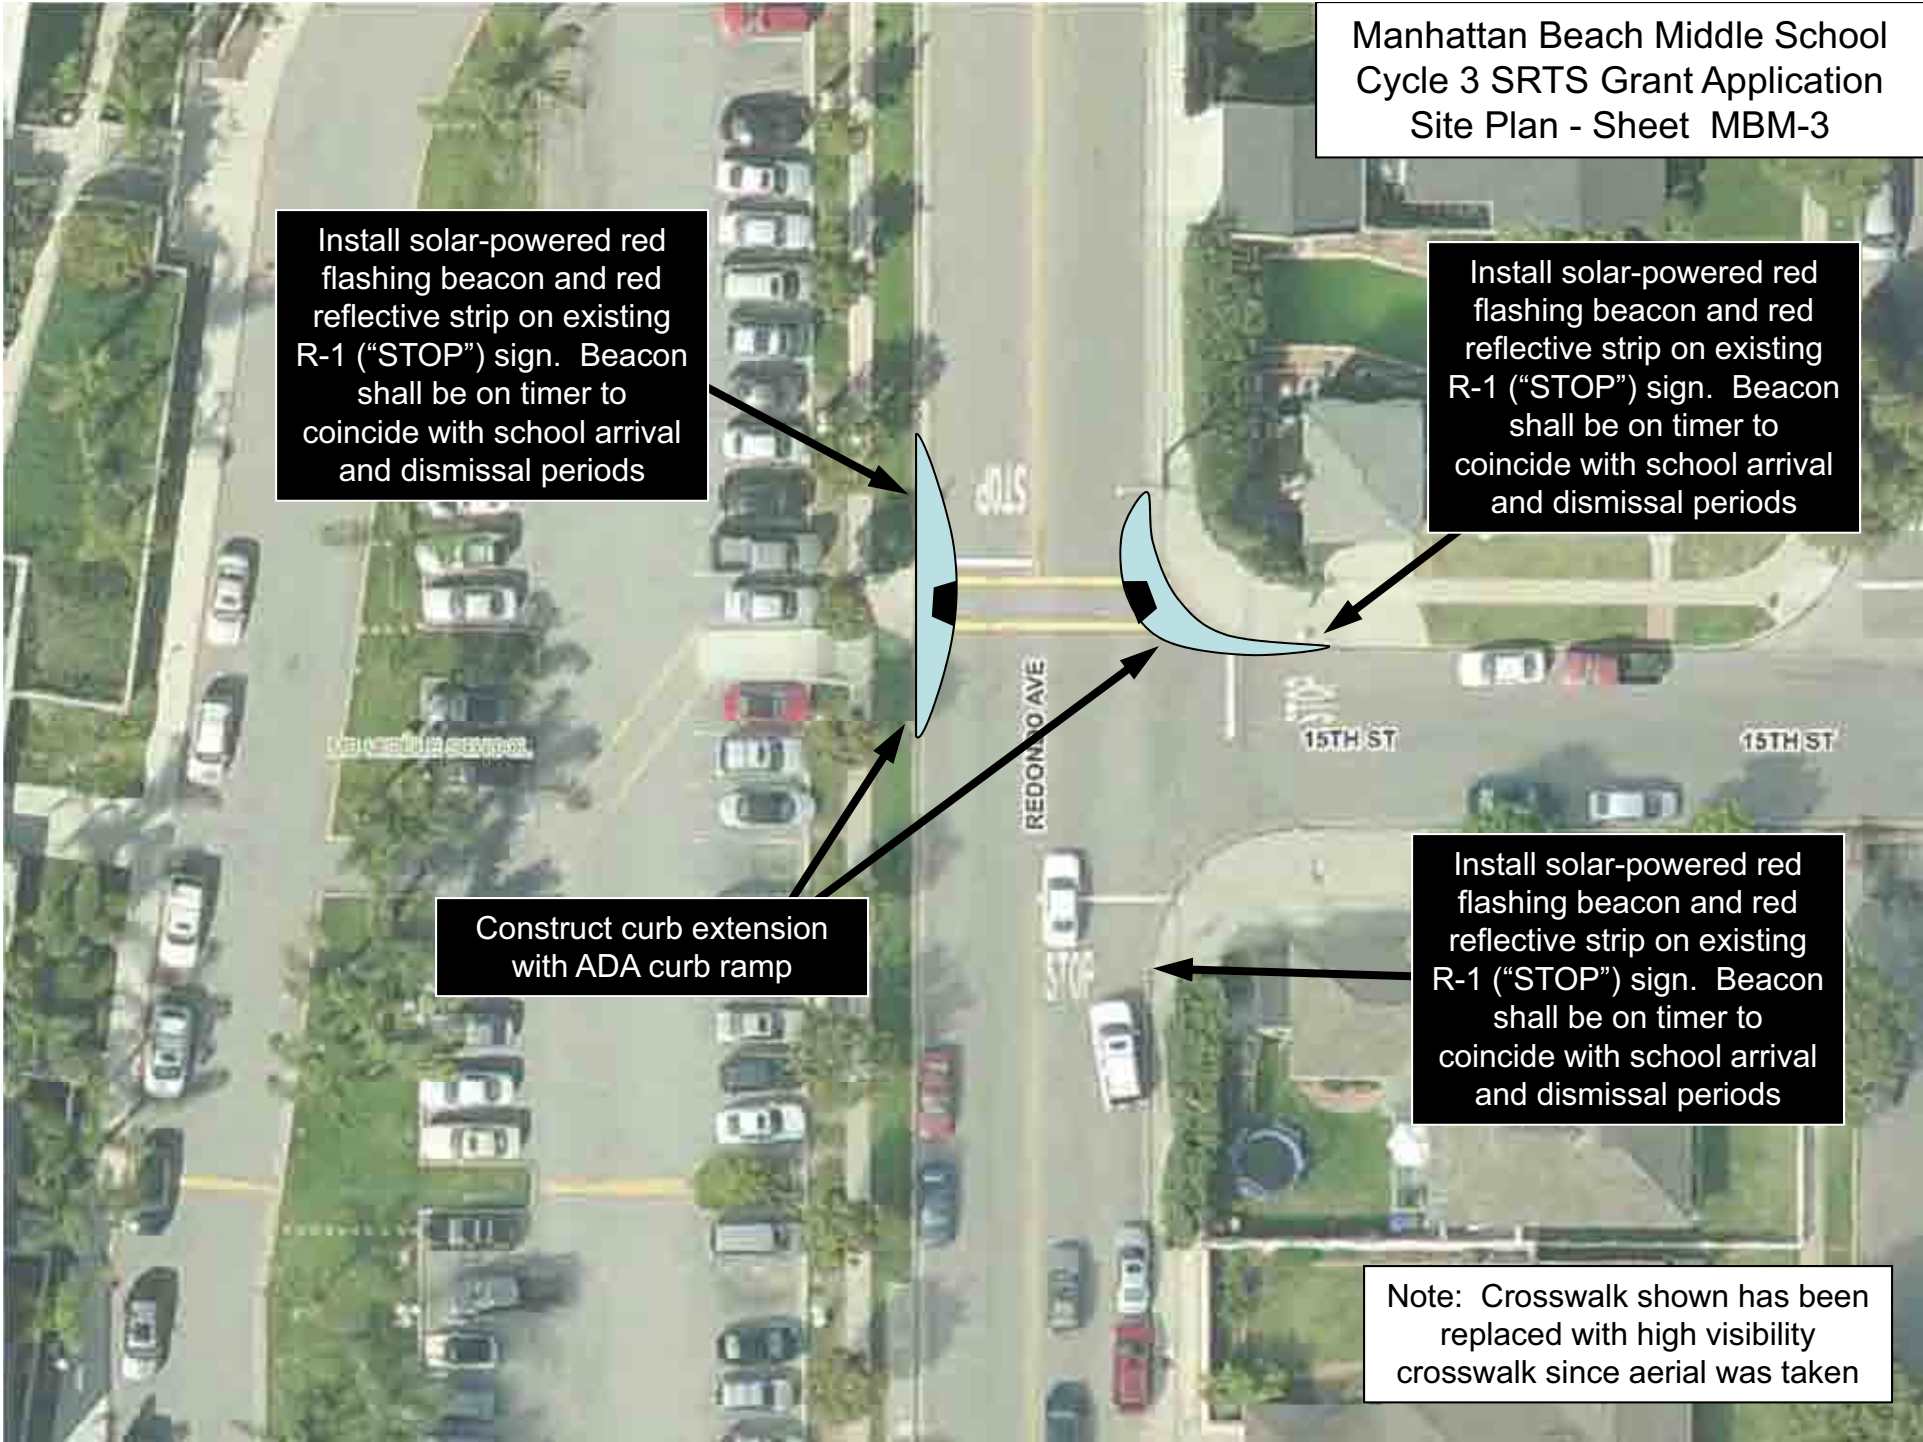 Manhattan Beach Middle School
Cycle 3 SRTS Grant Application
Site Plan - Sheet  MBM-3
Install solar-powered red
flashing beacon and red
reflective strip on existing
R-1 (“STOP”) sign.  Beacon
shall be on timer to
coincide with school arrival
and dismissal periods
Install solar-powered red
flashing beacon and red
reflective strip on existing
R-1 (“STOP”) sign.  Beacon
shall be on timer to
coincide with school arrival
and dismissal periods
STOP
STOP
REDONDO AVE
15TH ST
15TH ST
Construct curb extension
with ADA curb ramp
STOP
Install solar-powered red
flashing beacon and red
reflective strip on existing
R-1 (“STOP”) sign.  Beacon
shall be on timer to
coincide with school arrival
and dismissal periods
Note:  Crosswalk shown has been
replaced with high visibility
crosswalk since aerial was taken